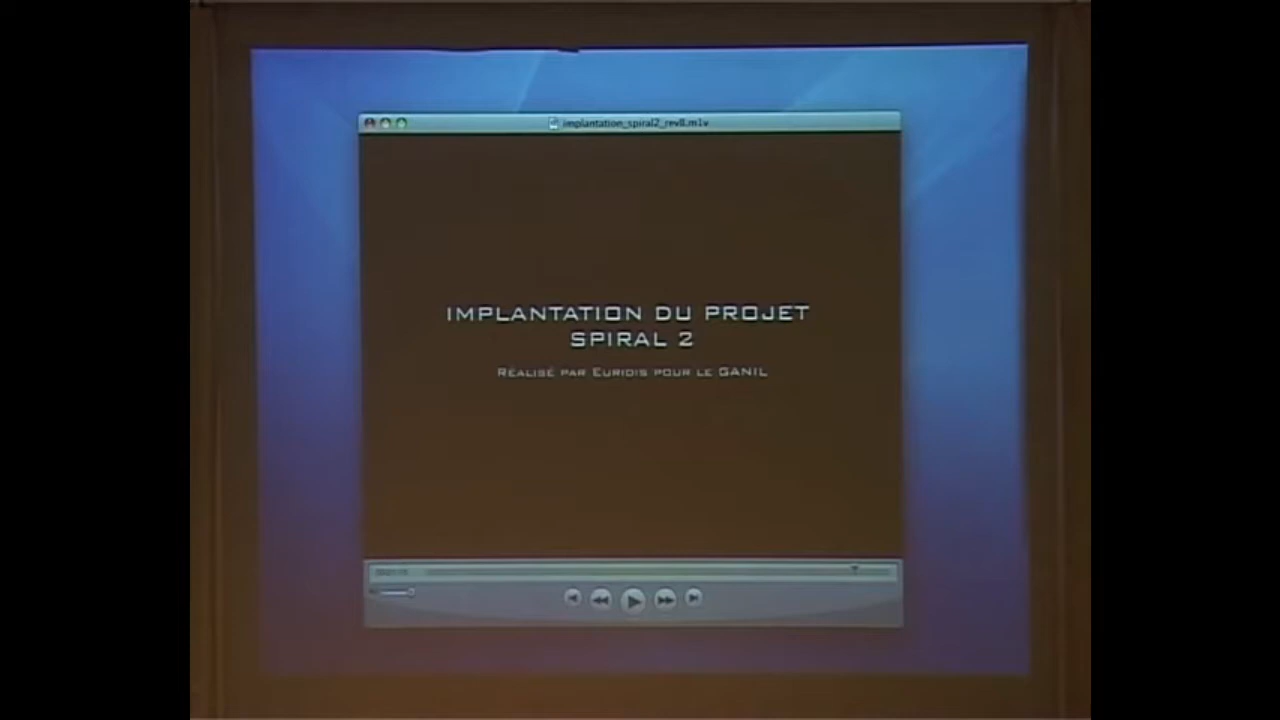 implantation_spiral2_rev8.m1v
IMPLANTATION DU PROJET
SPIRAL 2
RÉALISÉ PAR EURIDIS POUR LE GANIL